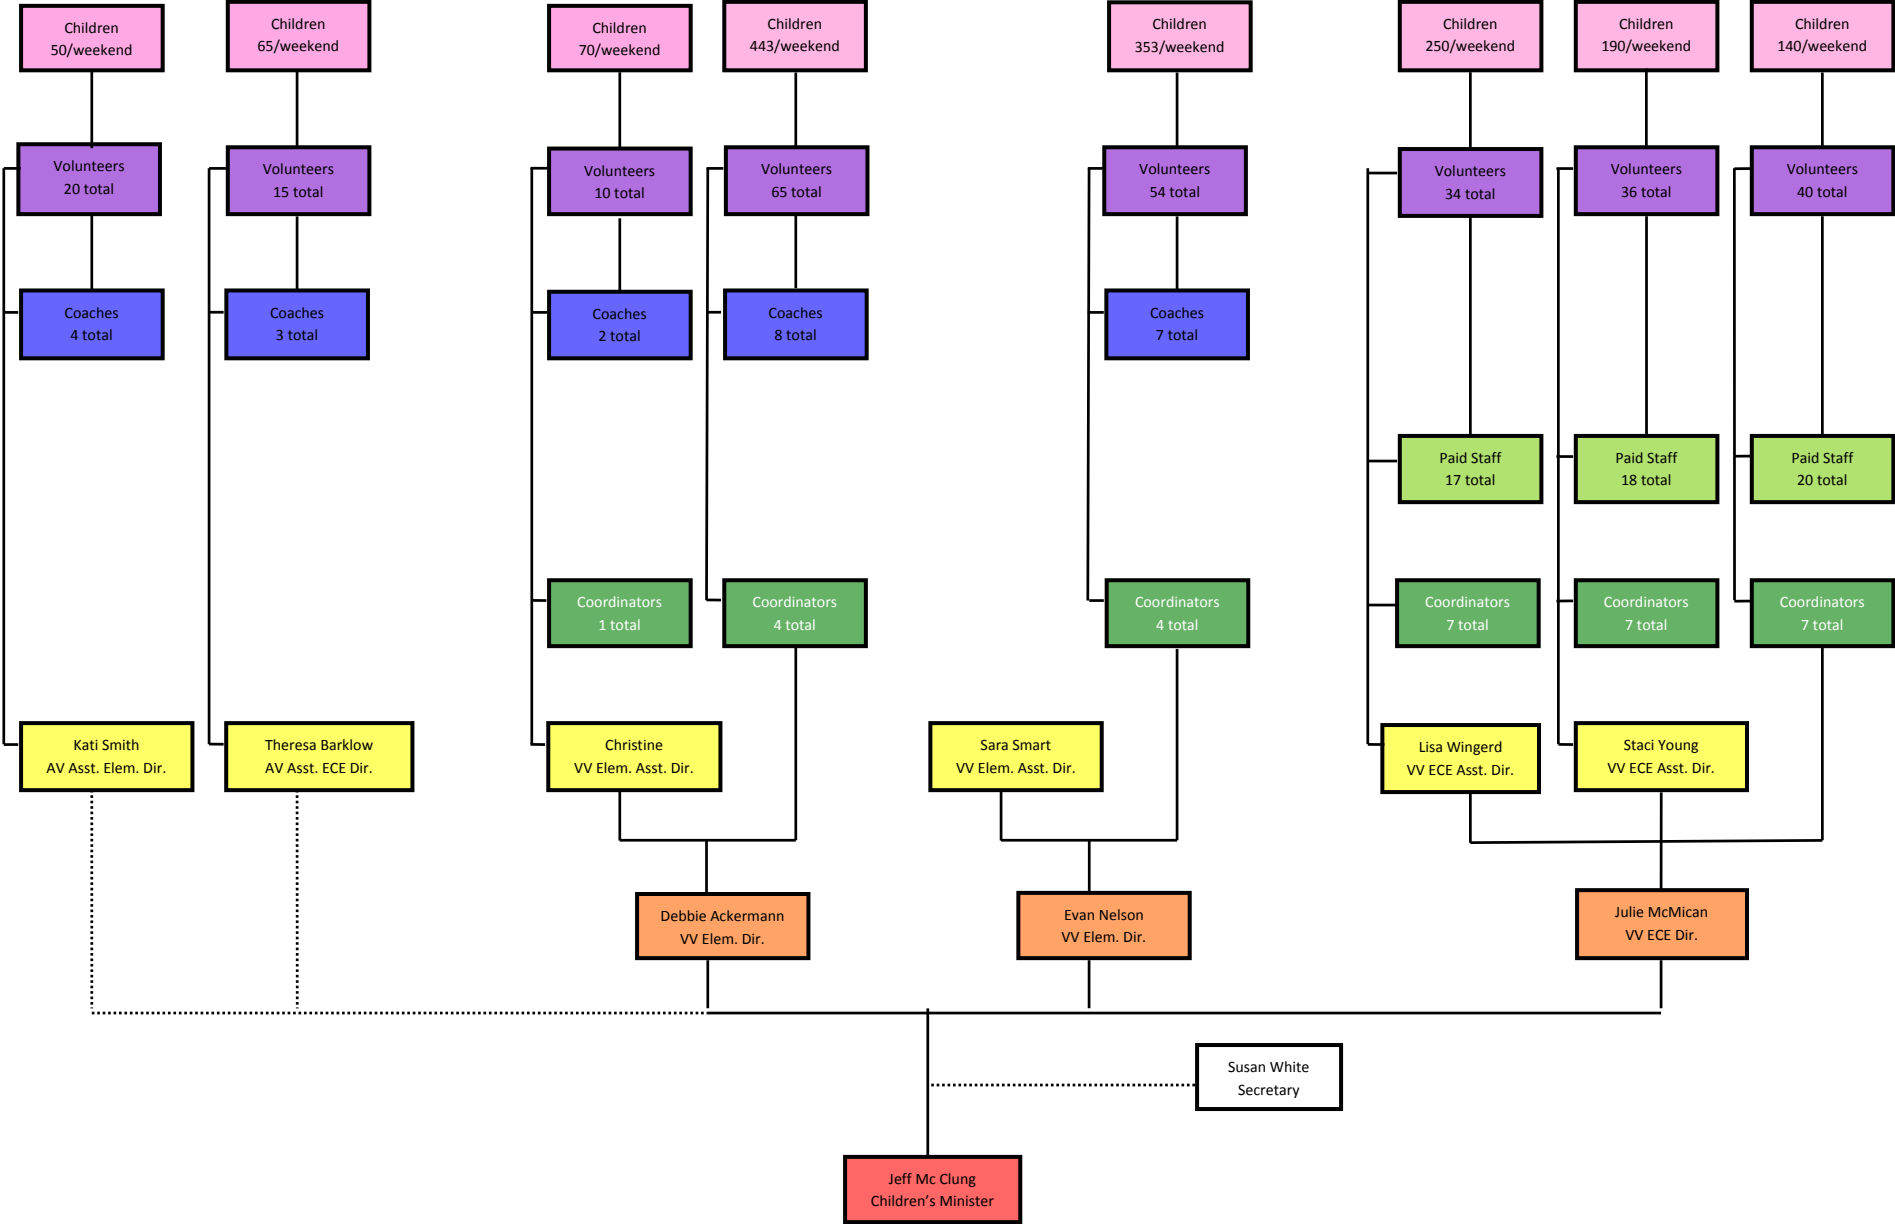 Children
50/weekend
Children
65/weekend
Children
70/weekend
Children
443/weekend
Children
353/weekend
Children
250/weekend
Children
190/weekend
Children
140/weekend
Volunteers
20 total
Volunteers
15 total
Volunteers
10 total
Volunteers
65 total
Volunteers
54 total
Volunteers
34 total
Volunteers
36 total
Volunteers
40 total
Coaches
4 total
Coaches
3 total
Coaches
2 total
Coaches
8 total
Coaches
7 total
Paid Staff
17 total
Paid Staff
18 total
Paid Staff
20 total
Coordinators
1 total
Coordinators
4 total
Coordinators
4 total
Coordinators
7 total
Coordinators
7 total
Coordinators
7 total
Kati Smith
AV Asst. Elem. Dir.
Theresa Barklow
AV Asst. ECE Dir.
Christine
VV Elem. Asst. Dir.
Sara Smart
VV Elem. Asst. Dir.
Lisa Wingerd
VV ECE Asst. Dir.
Staci Young
VV ECE Asst. Dir.
Debbie Ackermann
VV Elem. Dir.
Evan Nelson
VV Elem. Dir.
Julie McMican
VV ECE Dir.
Susan White
Secretary
Jeff Mc Clung
Children’s Minister